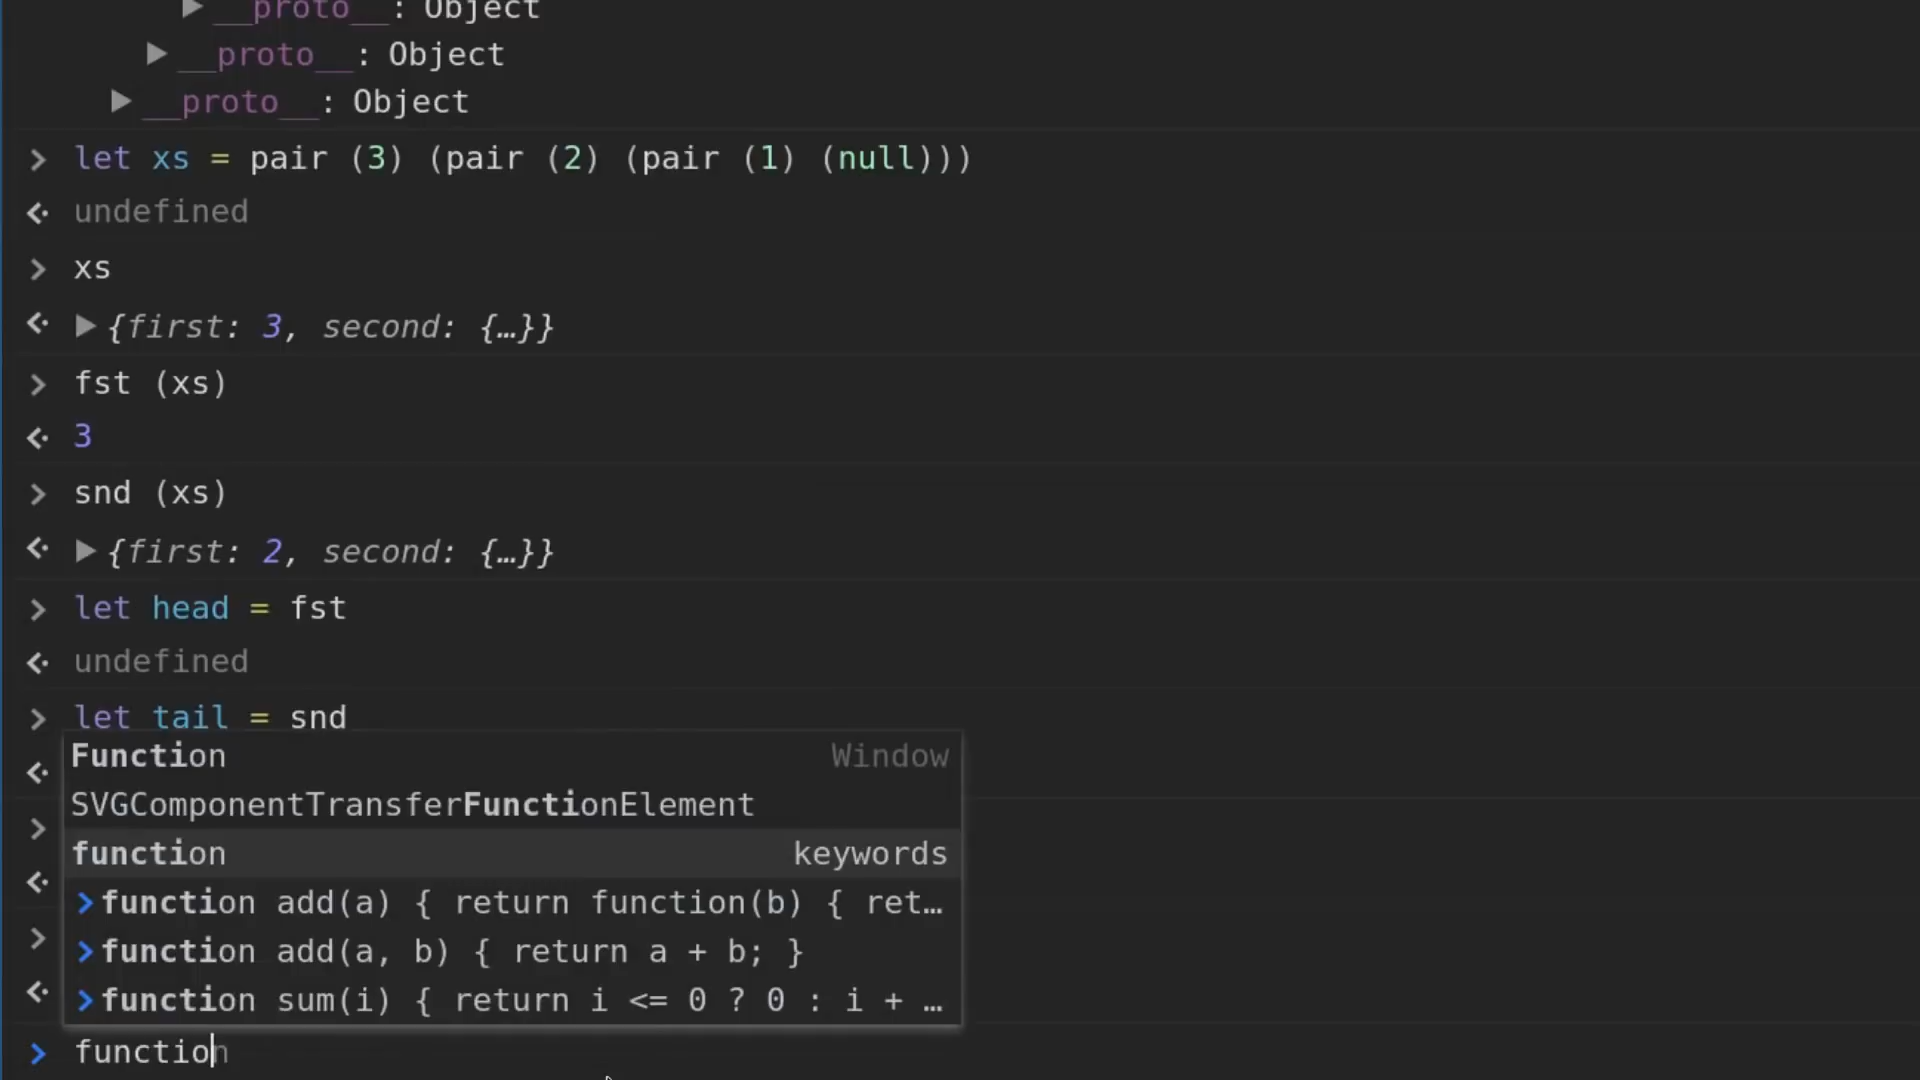 ▶ __proto__: Object
▶ __proto__: Object
▶ __proto__: Object
> let xs = pair (3) (pair (2) (pair (1) (null)))
undefined
> xs
▶ {first: 3, second: {…}}
> fst (xs)
3
> snd (xs)
▶ {first: 2, second: {…}}
> let head = fst
undefined
> let tail = snd
Function Window
SVGComponentTransferFunctionElement
function keywords
>function add(a) { return function(b) { ret…
>function add(a, b) { return a + b; }
>function sum(i) { return i <= 0 ? 0 : i + …
> function